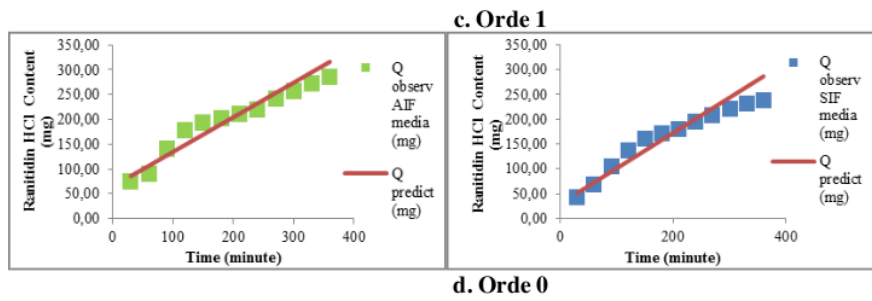 c. Orde 1
350,00
300,00
250,00
200,00
150,00
100,00
50,00
0,00
Ranitidin HCl Content
(mg)
0
100
200
300
400
Time (minute)
Q
observ
AIF
media
(mg)
Q
predict
(mg)
350,00
300,00
250,00
200,00
150,00
100,00
50,00
0,00
Ranitidin HCl Content
(mg)
0
200
400
Time (minute)
Q
observ
SIF
media
(mg)
Q
predict
(mg)
d. Orde 0